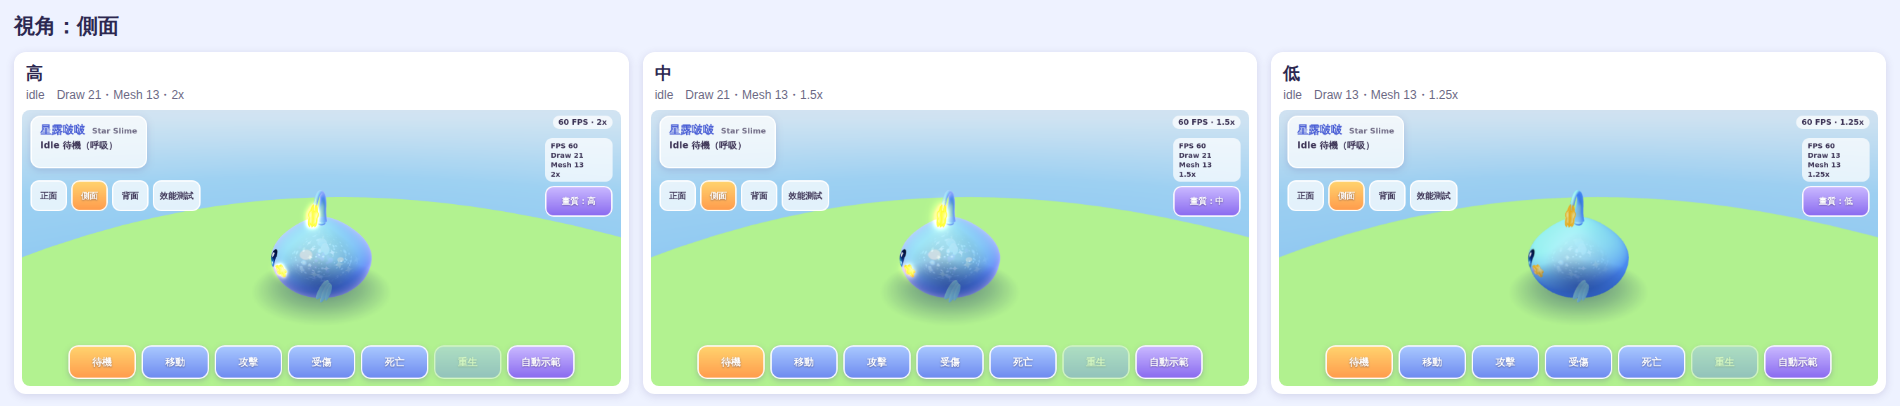 視角：側面
高
idle Draw 21・Mesh 13・2x
星露啵啵 Star Slime
Idle 待機（呼吸）
60 FPS · 2x
FPS 60
Draw 21
Mesh 13
2x
正面 側面 背面 效能測試
畫質：高
待機 移動 攻擊 受傷 死亡 重生 自動示範
中
idle Draw 21・Mesh 13・1.5x
星露啵啵 Star Slime
Idle 待機（呼吸）
60 FPS · 1.5x
FPS 60
Draw 21
Mesh 13
1.5x
正面 側面 背面 效能測試
畫質：中
待機 移動 攻擊 受傷 死亡 重生 自動示範
低
idle Draw 13・Mesh 13・1.25x
星露啵啵 Star Slime
Idle 待機（呼吸）
60 FPS · 1.25x
FPS 60
Draw 13
Mesh 13
1.25x
正面 側面 背面 效能測試
畫質：低
待機 移動 攻擊 受傷 死亡 重生 自動示範